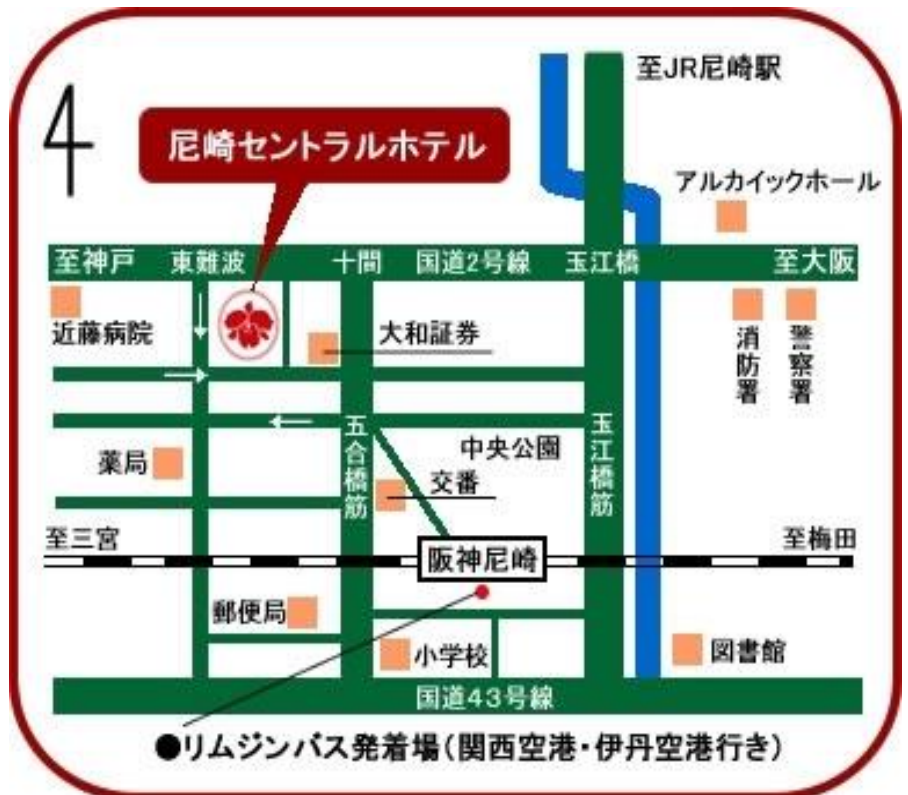 至JR尼崎駅
尼崎セントラルホテル
アルカイックホール
至神戸
東難波
十間
国道2号線
玉江橋
至大阪
近藤病院
大和証券
消防署
警察署
五合橋筋
玉江橋筋
中央公園
薬局
交番
至三宮
阪神尼崎
至梅田
郵便局
小学校
図書館
国道43号線
●リムジンバス発着場(関西空港・伊丹空港行き)